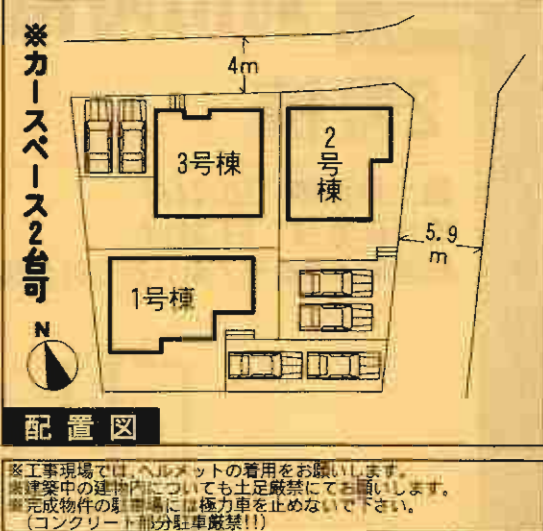 ※カースペース2台可
4m
3号棟
2号棟
5.9
m
1号棟
N
配置図
※工事現場では、ヘルメットの着用をお願いします。
※建築中の建物内についても土足厳禁にてお願いします。
※完成物件の駐車場には極力車を止めないで下さい。
(コンクリート部分駐車厳禁!!)